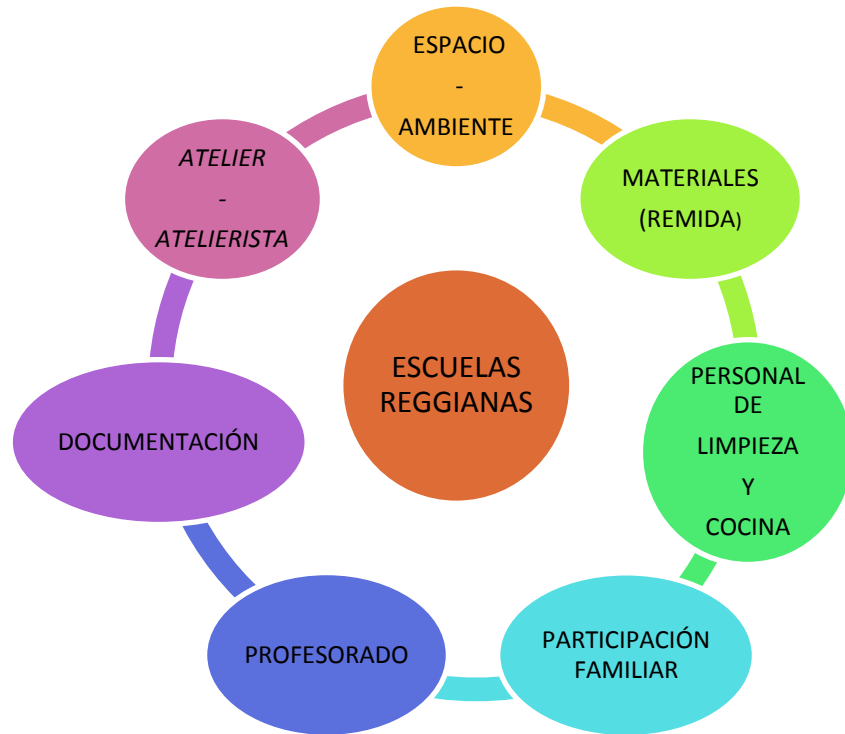 ESPACIO
-
AMBIENTE
MATERIALES
(REMIDA)
PERSONAL
DE
LIMPIEZA
Y
COCINA
PARTICIPACIÓN
FAMILIAR
PROFESORADO
DOCUMENTACIÓN
ATELIER
-
ATELIERISTA
ESCUELAS
REGGIANAS